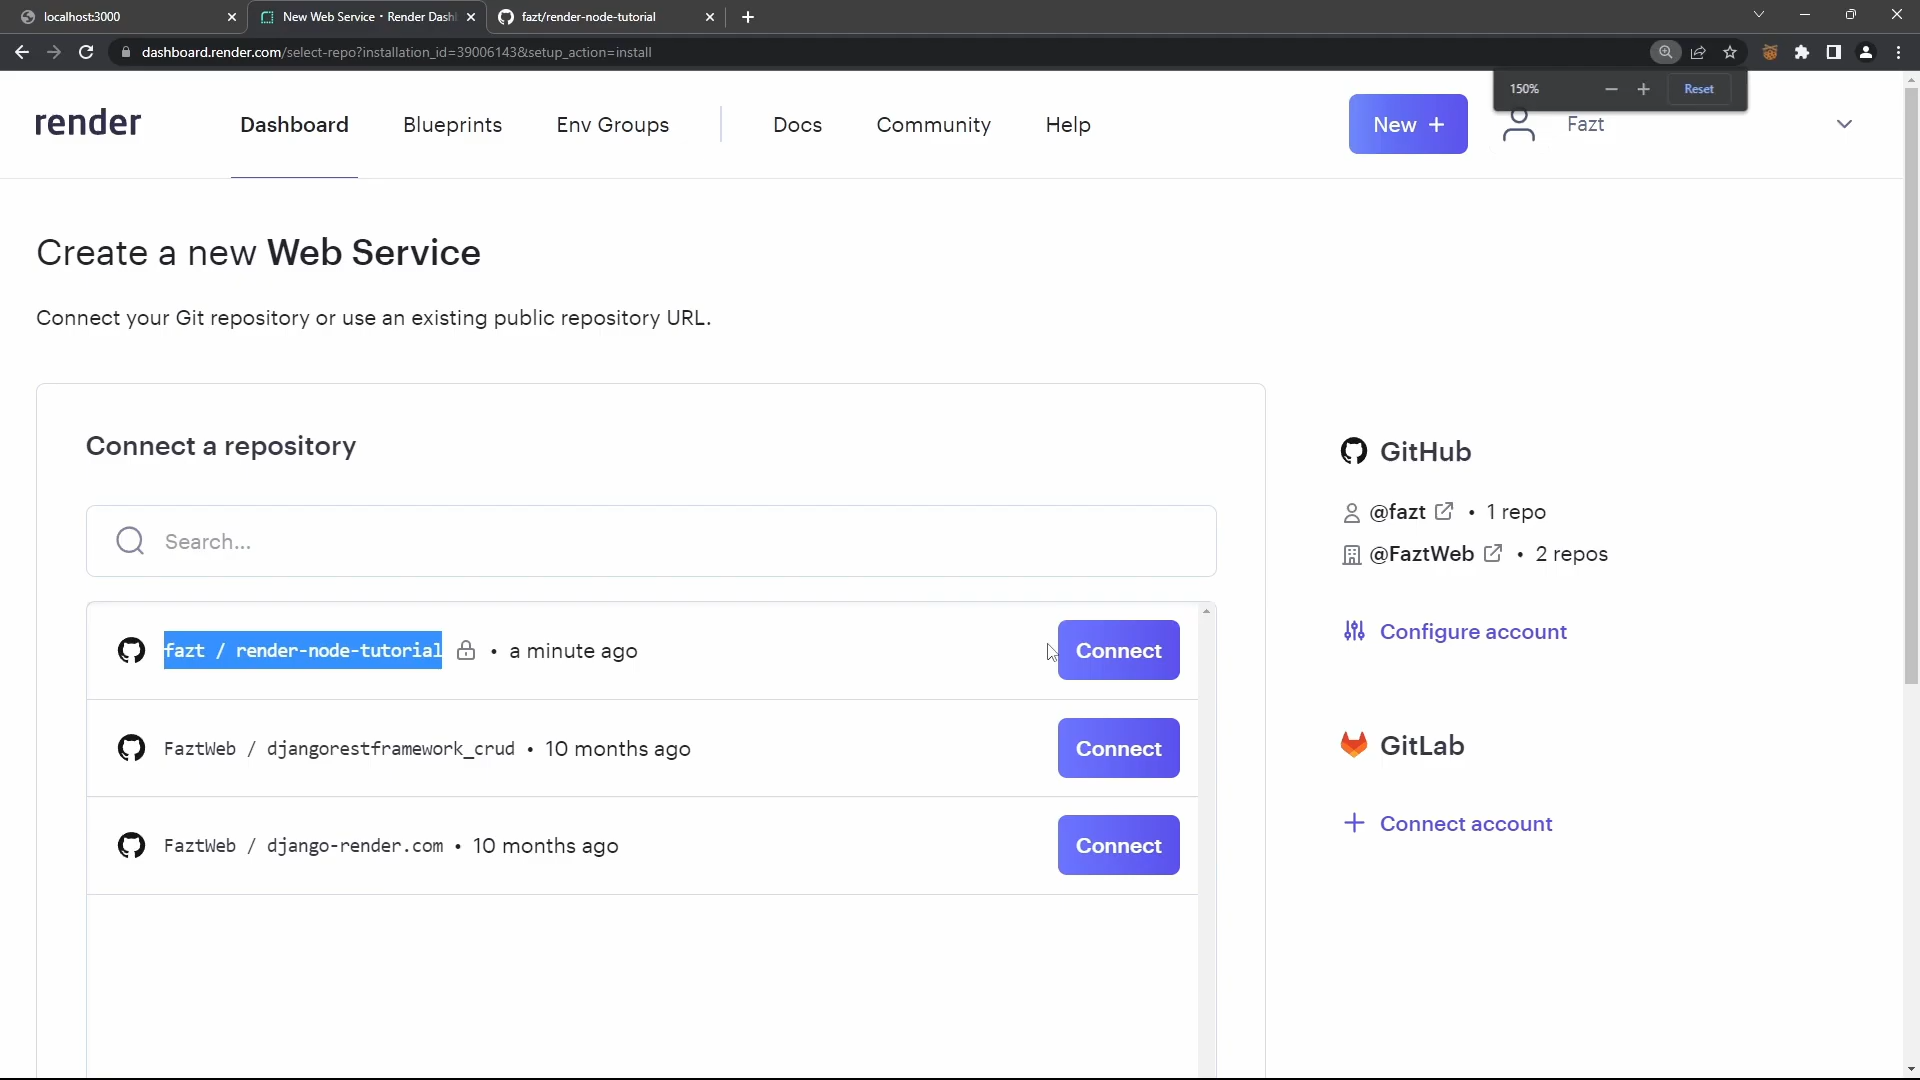 localhost:3000
New Web Service • Render Dash
fazt/render-node-tutorial
dashboard.render.com/select-repo?installation_id=39006143&setup_action=install
150%
Reset
render
Dashboard
Blueprints
Env Groups
Docs
Community
Help
New +
Fazt
Create a new Web Service
Connect your Git repository or use an existing public repository URL.
Connect a repository
Search...
fazt / render-node-tutorial • a minute ago
Connect
FaztWeb / djangorestframework_crud • 10 months ago
Connect
FaztWeb / django-render.com • 10 months ago
Connect
GitHub
@fazt • 1 repo
@FaztWeb • 2 repos
Configure account
GitLab
Connect account